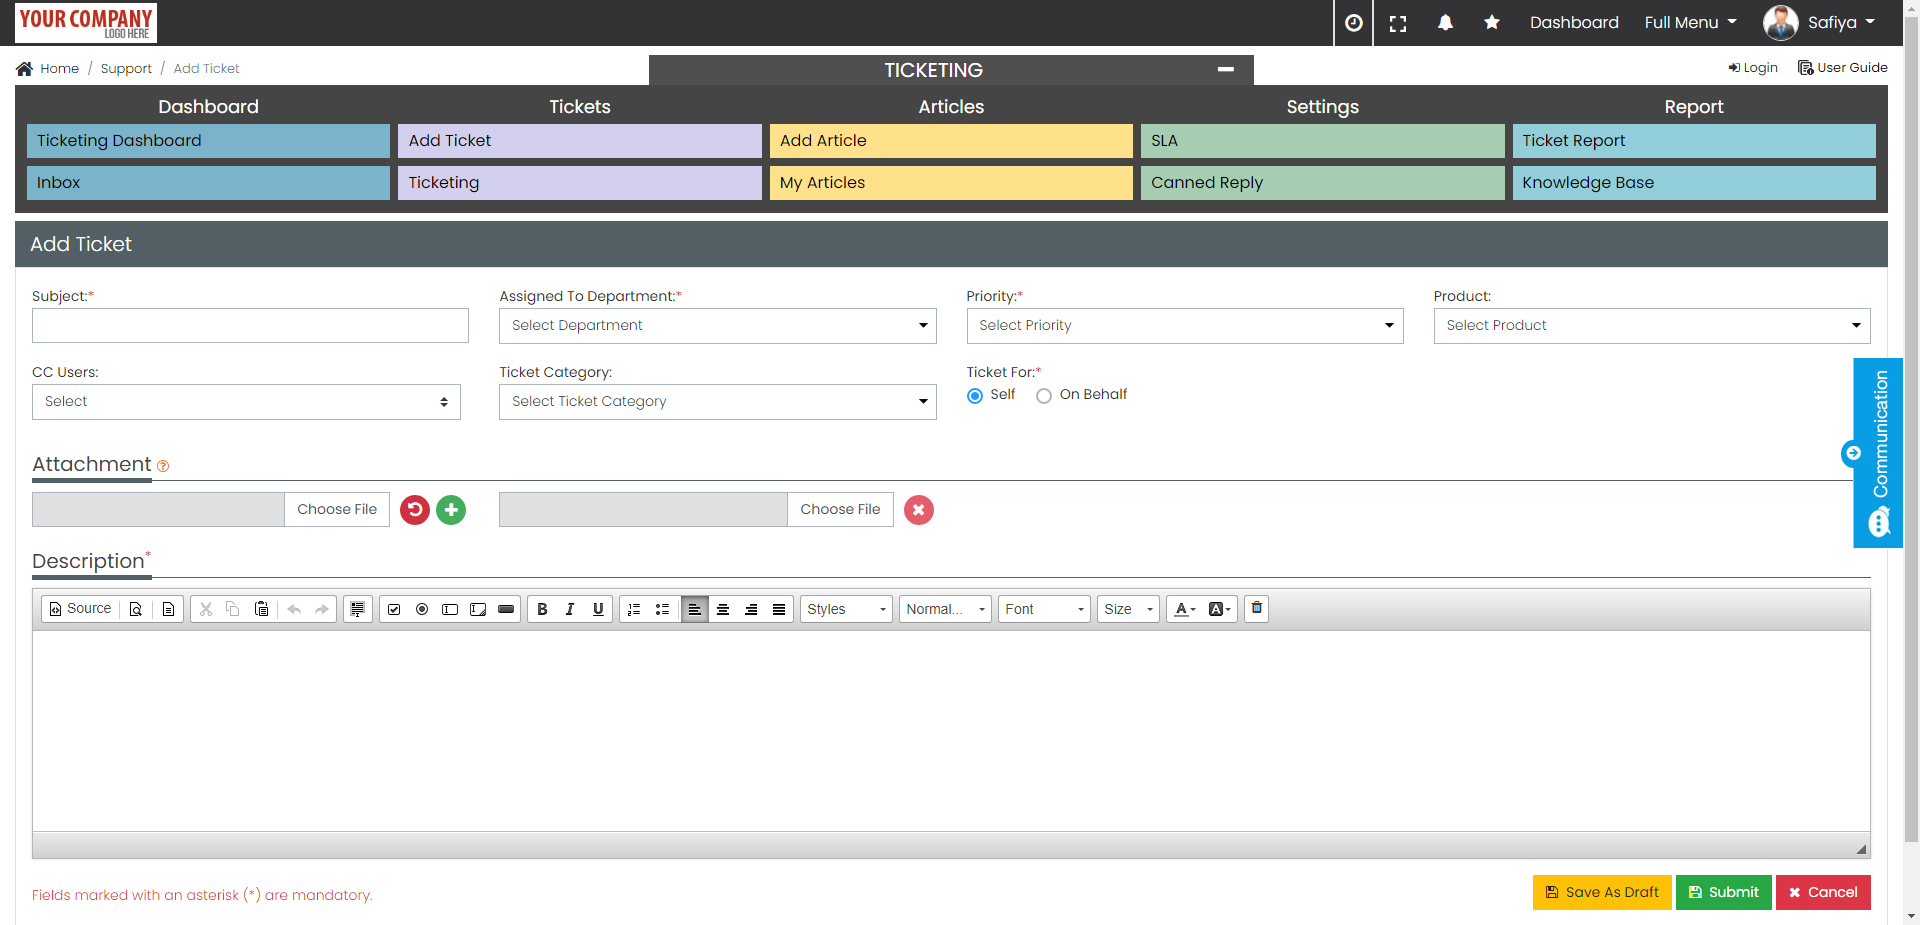 YOUR COMPANY
LOGO HERE
Dashboard
Full Menu
Safiya
Home / Support / Add Ticket
TICKETING
Login
User Guide
Dashboard
Tickets
Articles
Settings
Report
Ticketing Dashboard
Add Ticket
Add Article
SLA
Ticket Report
Inbox
Ticketing
My Articles
Canned Reply
Knowledge Base
Add Ticket
Subject:*
Assigned To Department:*
Priority:*
Product:
Select Department
Select Priority
Select Product
CC Users:
Ticket Category:
Ticket For:*
Select
Select Ticket Category
Self
On Behalf
Communication
Attachment
Choose File
Choose File
Description*
Source
B I U
Styles
Normal...
Font
Size
A
A
Fields marked with an asterisk (*) are mandatory.
Save As Draft
Submit
Cancel